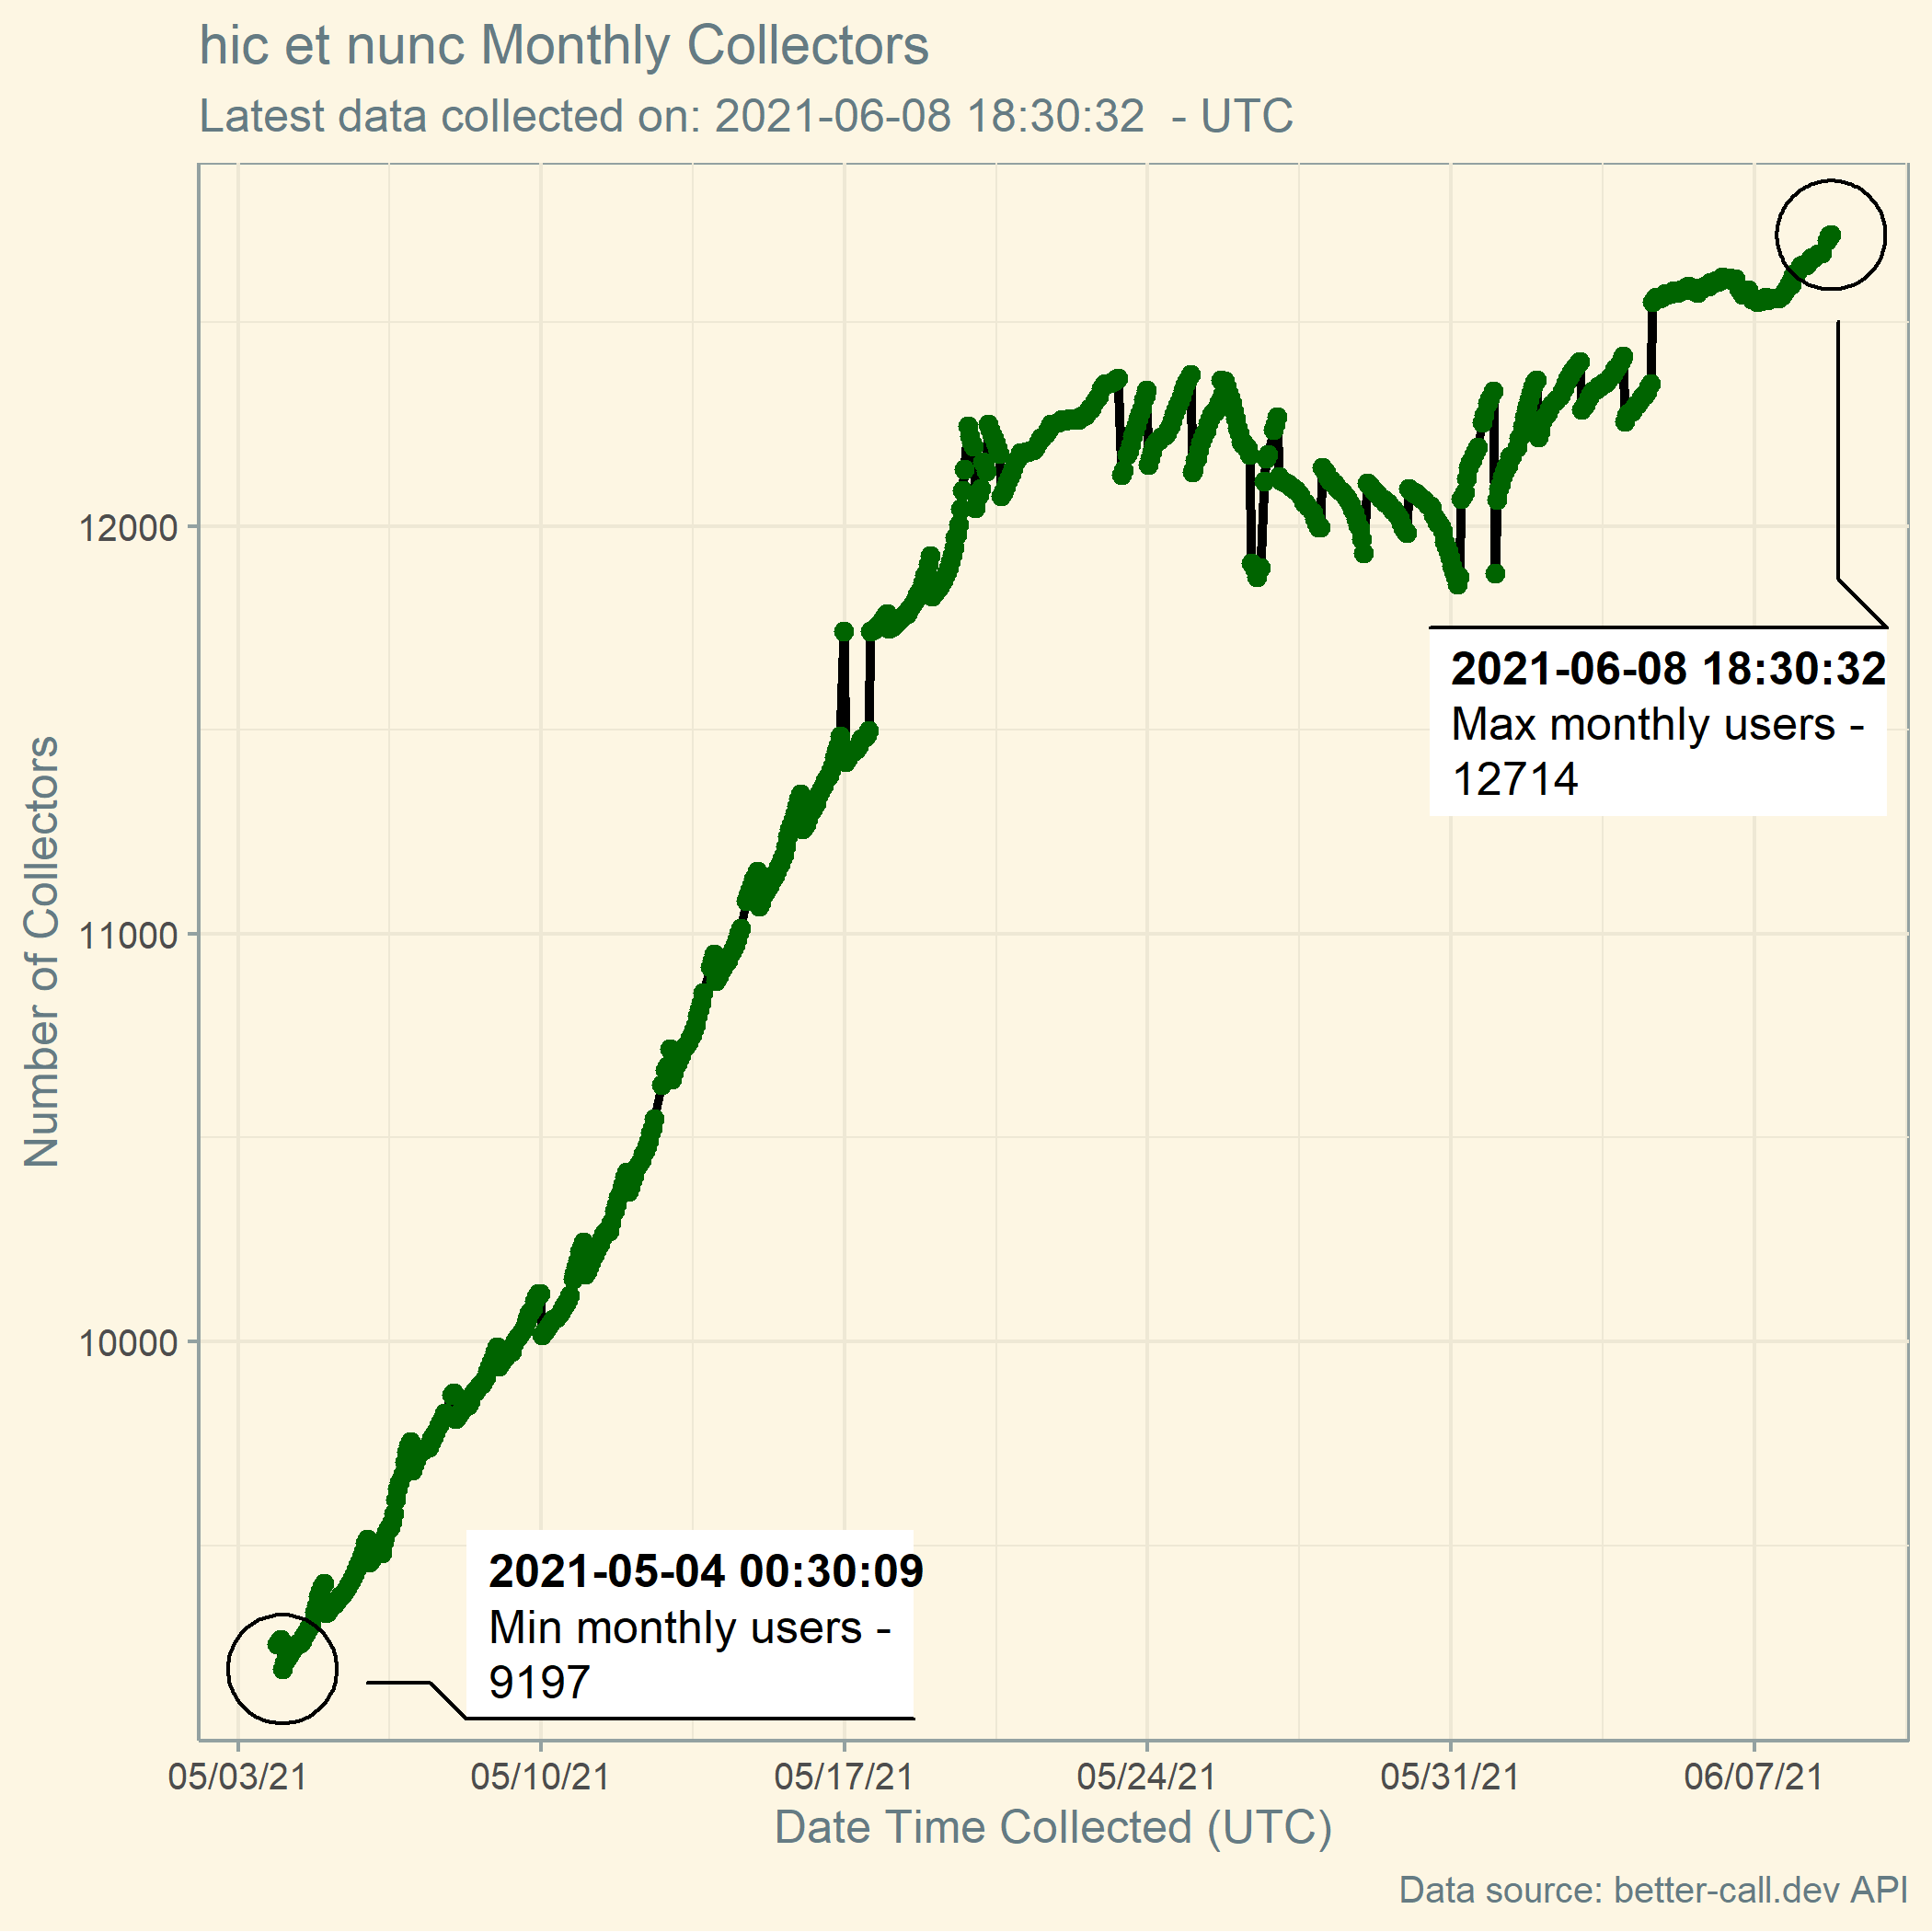 hic et nunc Monthly Collectors
Latest data collected on: 2021-06-08 18:30:32  - UTC
Number of Collectors
12000
11000
10000
2021-06-08 18:30:32
Max monthly users -
12714
2021-05-04 00:30:09
Min monthly users -
9197
05/03/21
05/10/21
05/17/21
05/24/21
05/31/21
06/07/21
Date Time Collected (UTC)
Data source: better-call.dev API